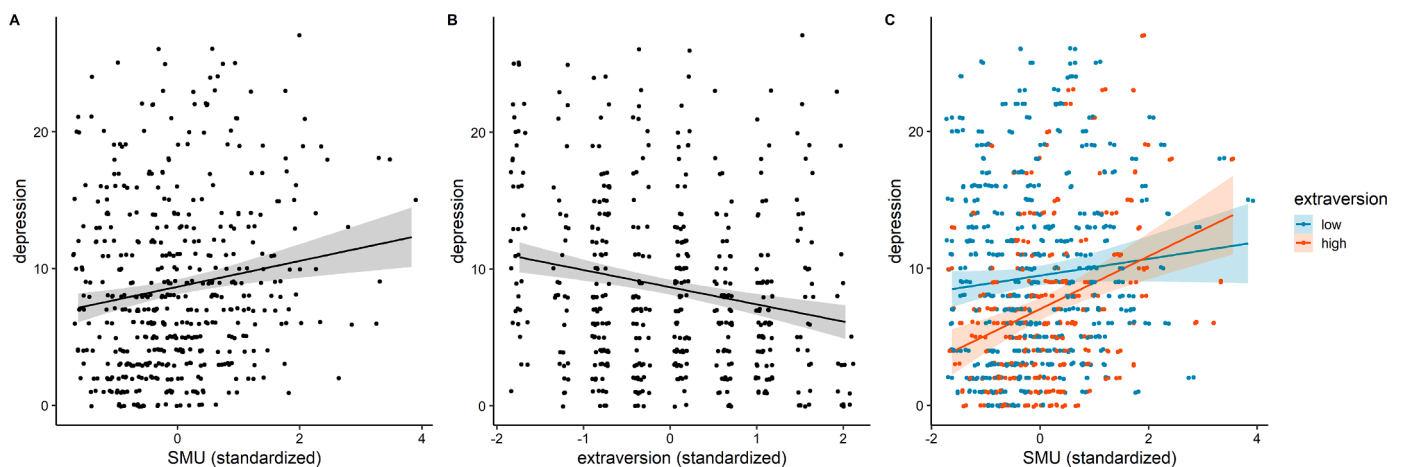 A
B
C
20
10
0
depression
0
2
4
SMU (standardized)
20
10
0
depression
-2
-1
0
1
2
extraversion (standardized)
20
10
0
depression
-2
0
2
4
SMU (standardized)
extraversion
low
high